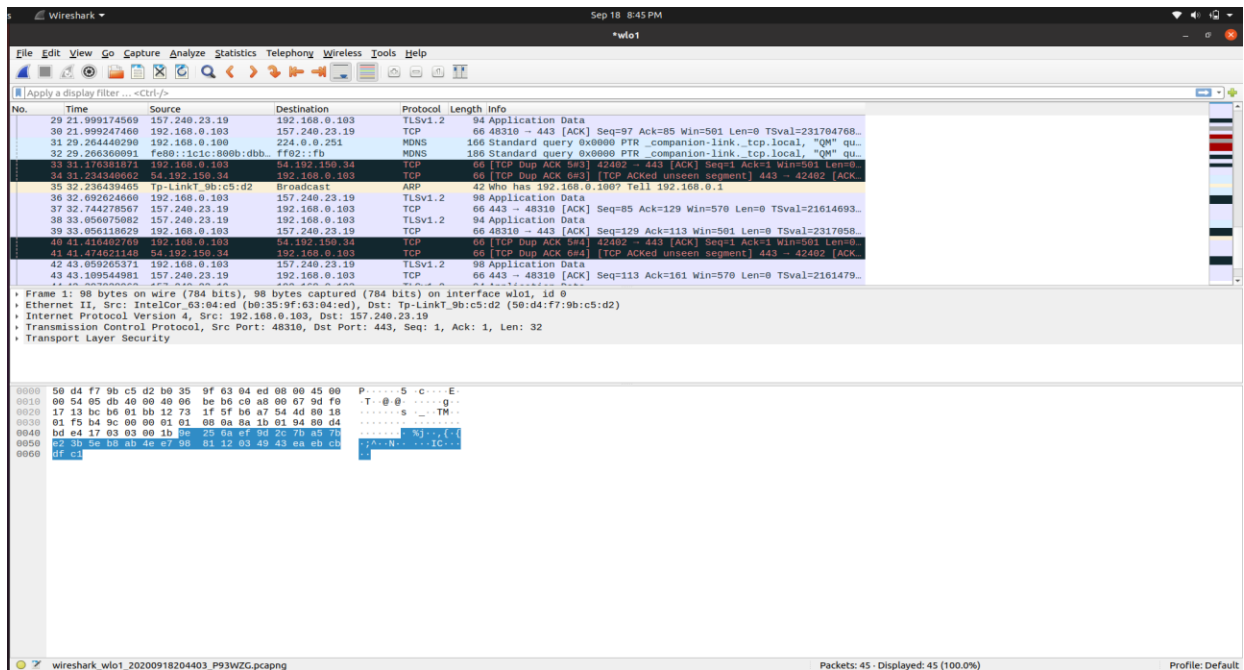 s Wireshark Sep 18 8:45 PM
*wlo1
File Edit View Go Capture Analyze Statistics Telephony Wireless Tools Help
Apply a display filter ... <Ctrl-/>
No. Time Source Destination Protocol Length Info
29 21.999174569 157.240.23.19 192.168.0.103 TLSv1.2 94 Application Data
30 21.999247460 192.168.0.103 157.240.23.19 TCP 66 48310 → 443 [ACK] Seq=97 Ack=85 Win=501 Len=0 TSval=231704768…
31 29.264440290 192.168.0.100 224.0.0.251 MDNS 166 Standard query 0x0000 PTR _companion-link._tcp.local, "QM" qu…
32 29.266360091 fe80::1c1c:800b:dbb… ff02::fb MDNS 186 Standard query 0x0000 PTR _companion-link._tcp.local, "QM" qu…
33 31.176381871 192.168.0.103 54.192.150.34 TCP 66 [TCP Dup ACK 5#3] 42402 → 443 [ACK] Seq=1 Ack=1 Win=501 Len=0…
34 31.234340662 54.192.150.34 192.168.0.103 TCP 66 [TCP Dup ACK 6#3] [TCP ACKed unseen segment] 443 → 42402 [ACK…
35 32.236439465 Tp-LinkT_9b:c5:d2 Broadcast ARP 42 Who has 192.168.0.100? Tell 192.168.0.1
36 32.692624660 192.168.0.103 157.240.23.19 TLSv1.2 98 Application Data
37 32.744278567 157.240.23.19 192.168.0.103 TCP 66 443 → 48310 [ACK] Seq=85 Ack=129 Win=570 Len=0 TSval=21614693…
38 33.056075082 157.240.23.19 192.168.0.103 TLSv1.2 94 Application Data
39 33.056118629 192.168.0.103 157.240.23.19 TCP 66 48310 → 443 [ACK] Seq=129 Ack=113 Win=501 Len=0 TSval=2317058…
40 41.416402769 192.168.0.103 54.192.150.34 TCP 66 [TCP Dup ACK 5#4] 42402 → 443 [ACK] Seq=1 Ack=1 Win=501 Len=0…
41 41.474621148 54.192.150.34 192.168.0.103 TCP 66 [TCP Dup ACK 6#4] [TCP ACKed unseen segment] 443 → 42402 [ACK…
42 43.059265371 192.168.0.103 157.240.23.19 TLSv1.2 98 Application Data
43 43.109544981 157.240.23.19 192.168.0.103 TCP 66 443 → 48310 [ACK] Seq=113 Ack=161 Win=570 Len=0 TSval=2161479…
Frame 1: 98 bytes on wire (784 bits), 98 bytes captured (784 bits) on interface wlo1, id 0
Ethernet II, Src: IntelCor_63:04:ed (b0:35:9f:63:04:ed), Dst: Tp-LinkT_9b:c5:d2 (50:d4:f7:9b:c5:d2)
Internet Protocol Version 4, Src: 192.168.0.103, Dst: 157.240.23.19
Transmission Control Protocol, Src Port: 48310, Dst Port: 443, Seq: 1, Ack: 1, Len: 32
Transport Layer Security
0000 50 d4 f7 9b c5 d2 b0 35 9f 63 04 ed 08 00 45 00 P······5 ·c····E·
0010 00 54 05 db 40 00 40 06 be b6 c0 a8 00 67 9d f0 ·T··@·@· ·····g··
0020 17 13 bc b6 01 bb 12 73 1f 5f b6 a7 54 4d 80 18 ·······s ·_··TM··
0030 01 f5 b4 9c 00 00 01 01 08 0a 8a 1b 01 94 80 d4 ········ ········
0040 bd e4 17 03 03 00 1b 9e 25 6a ef 9d 2c 7b a5 7b ········ %j··,{·{
0050 e2 3b 5e b8 ab 4e e7 98 81 12 03 49 43 ea eb cb ·;^··N·· ···IC···
0060 df c1 ··
wireshark_wlo1_20200918204403_P93WZG.pcapng Packets: 45 · Displayed: 45 (100.0%) Profile: Default